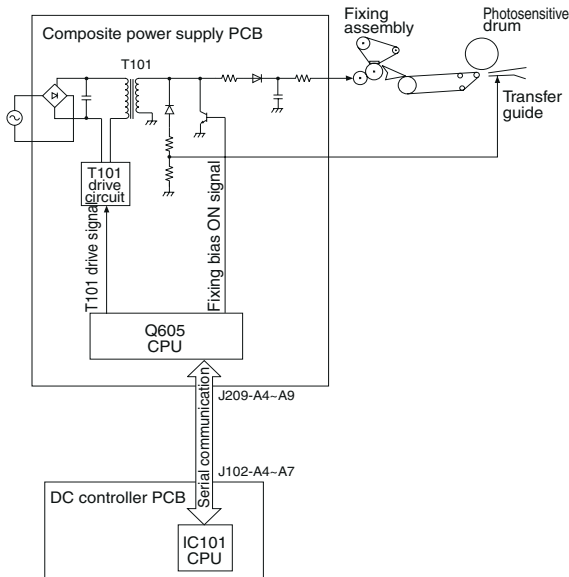 Fixing
assembly
Photosensitive
drum
Composite power supply PCB
T101
Transfer
guide
T101
drive
circuit
T101 drive signal
Fixing bias ON signal
Q605
CPU
J209-A4~A9
Serial communication
J102-A4~A7
DC controller PCB
IC101
CPU